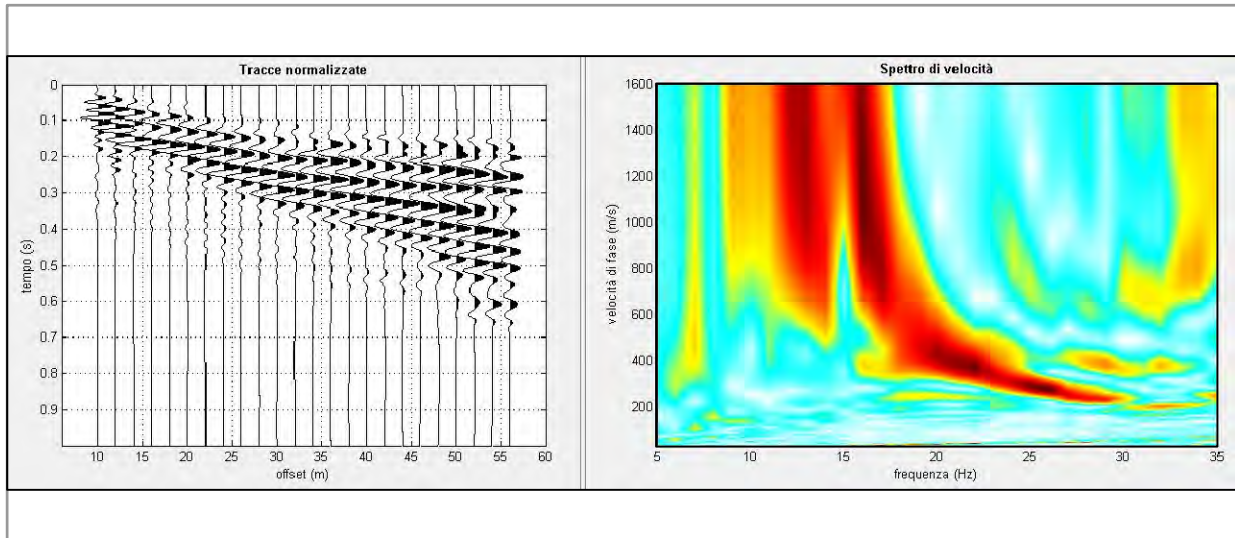 Tracce normalizzate
0
0.1
0.2
0.3
0.4
0.5
0.6
0.7
0.8
0.9
tempo (s)
10 15 20 25 30 35 40 45 50 55 60
offset (m)
Spettro di velocità
1600
1400
1200
1000
800
600
400
200
velocità di fase (m/s)
5 10 15 20 25 30 35
frequenza (Hz)